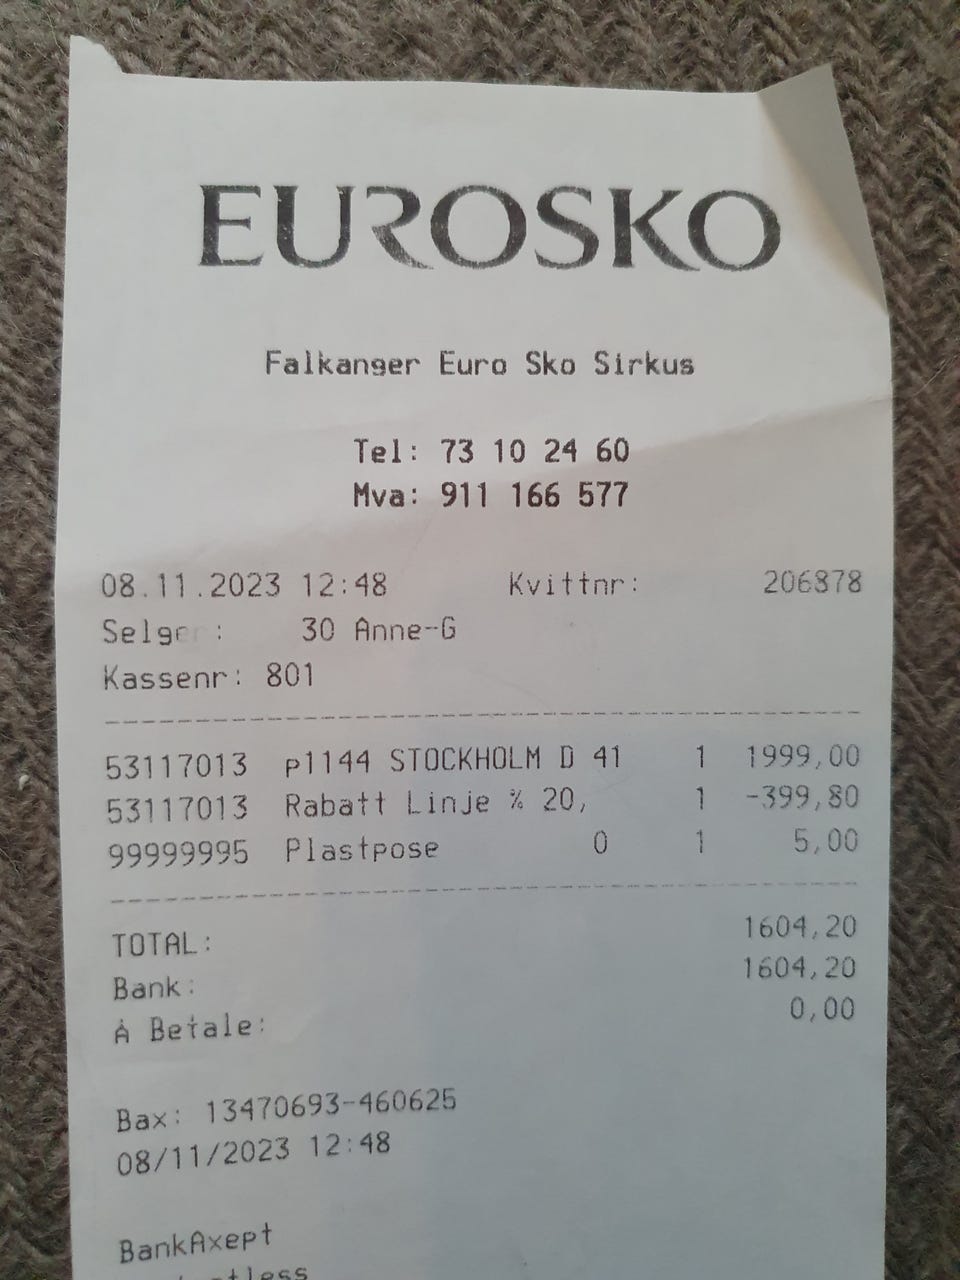 EUROSKO
Falkanger Euro Sko Sirkus
Tel: 73 10 24 60
Mva: 911 166 577
08.11.2023 12:48 Kvittnr: 206878
Selger : 30 Anne-G
Kassenr: 801
53117013 p1144 STOCKHOLM D 41 1 1999,00
53117013 Rabatt Linje % 20, 1 -399,80
99999995 Plastpose 0 1 5,00
TOTAL: 1604,20
Bank: 1604,20
Å Betale: 0,00
Bax: 13470693-460625
08/11/2023 12:48
BankAxept